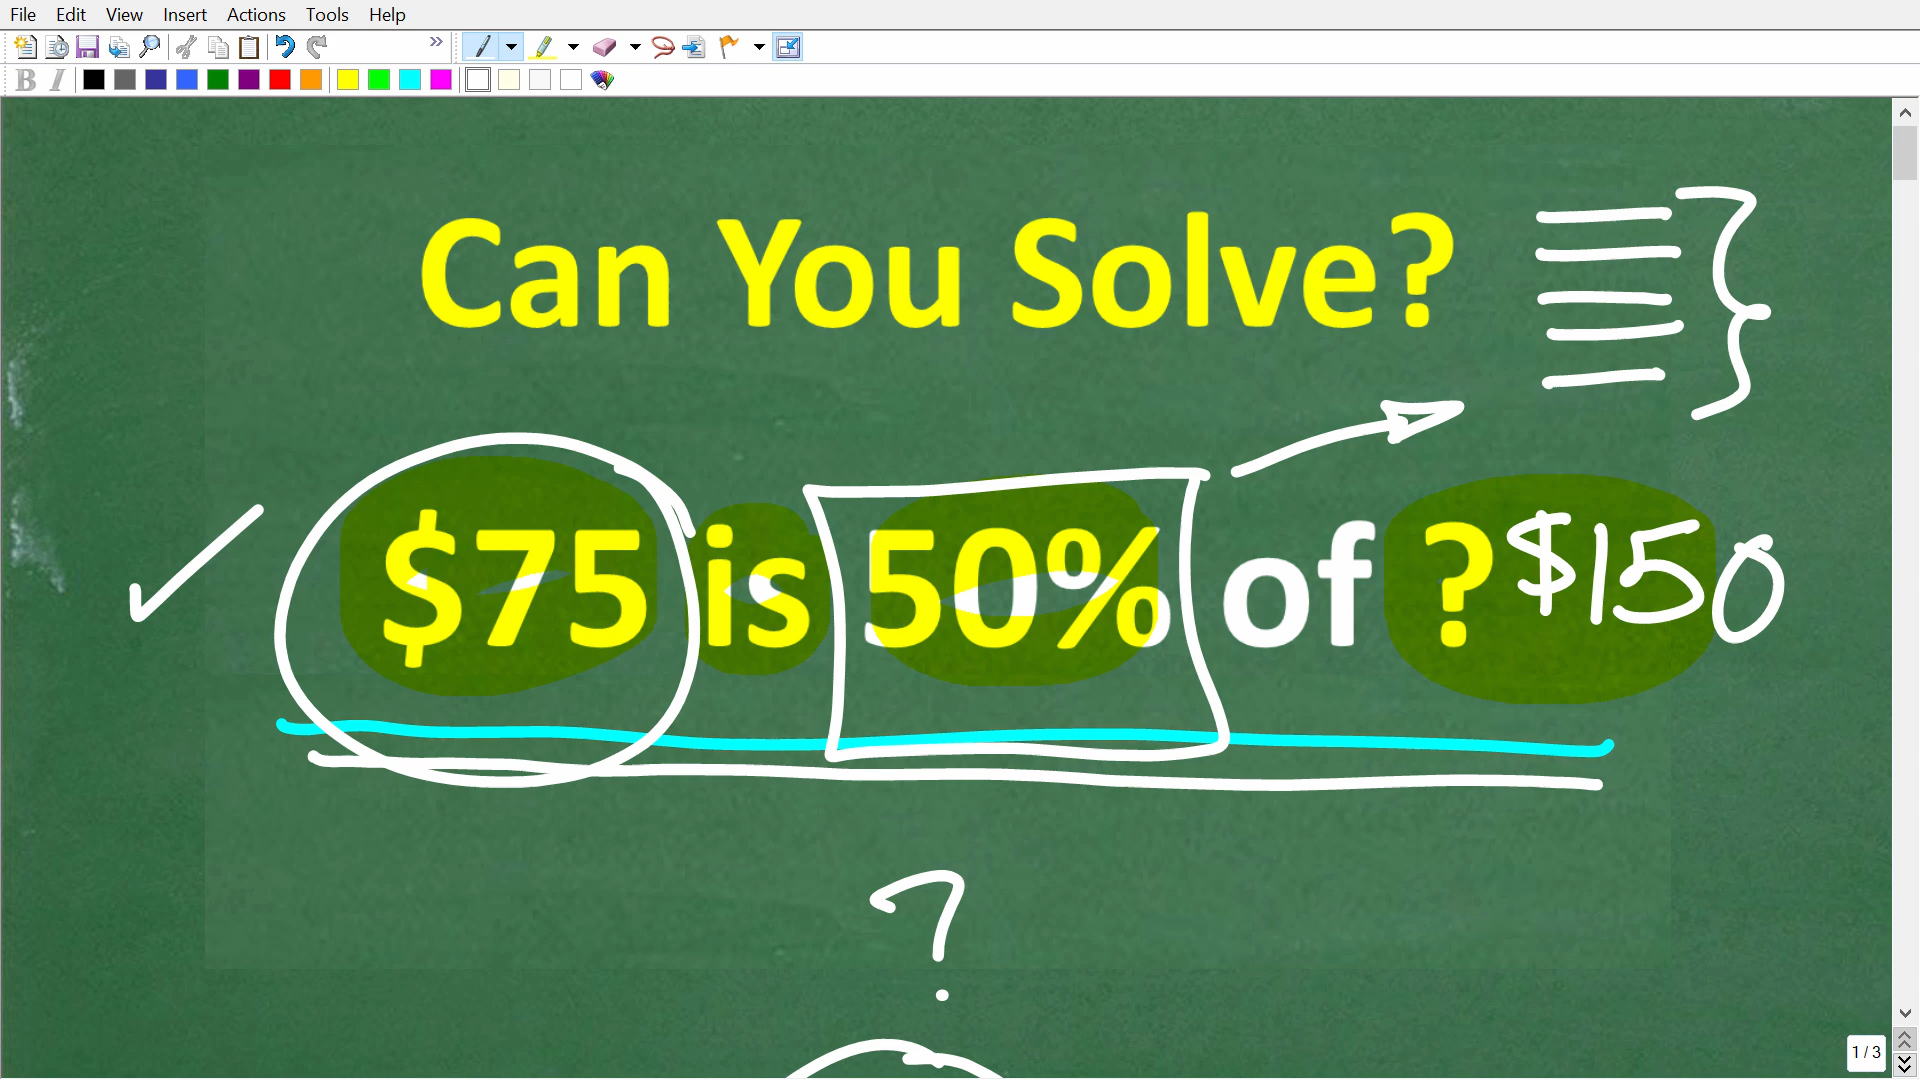 File Edit View Insert Actions Tools Help
B I
Can You Solve?
$75 is 50% of ? $150
?
1 / 3